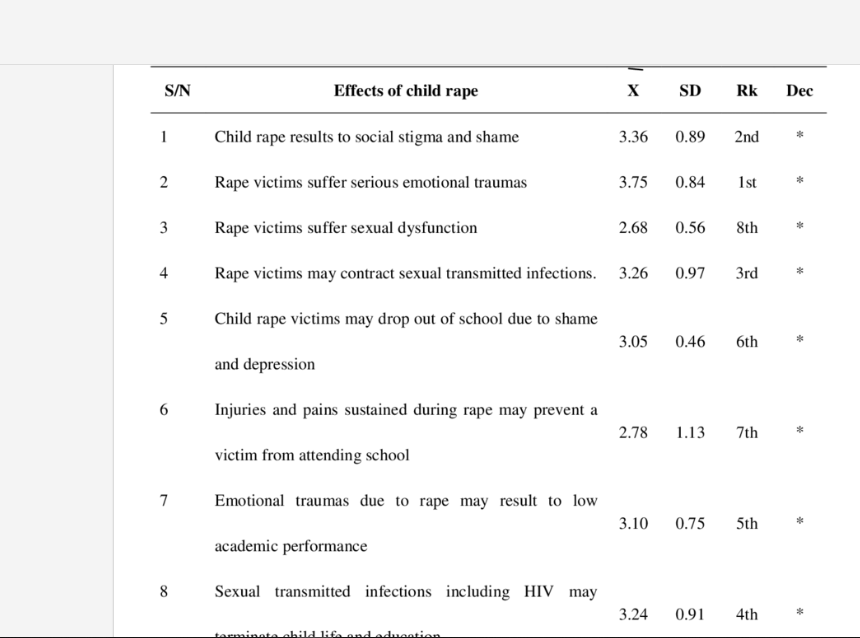 S/N Effects of child rape X SD Rk Dec
1 Child rape results to social stigma and shame 3.36 0.89 2nd *
2 Rape victims suffer serious emotional traumas 3.75 0.84 1st *
3 Rape victims suffer sexual dysfunction 2.68 0.56 8th *
4 Rape victims may contract sexual transmitted infections. 3.26 0.97 3rd *
5 Child rape victims may drop out of school due to shame
3.05 0.46 6th *
and depression
6 Injuries and pains sustained during rape may prevent a
2.78 1.13 7th *
victim from attending school
7 Emotional traumas due to rape may result to low
3.10 0.75 5th *
academic performance
8 Sexual transmitted infections including HIV may
3.24 0.91 4th *
terminate child life and education